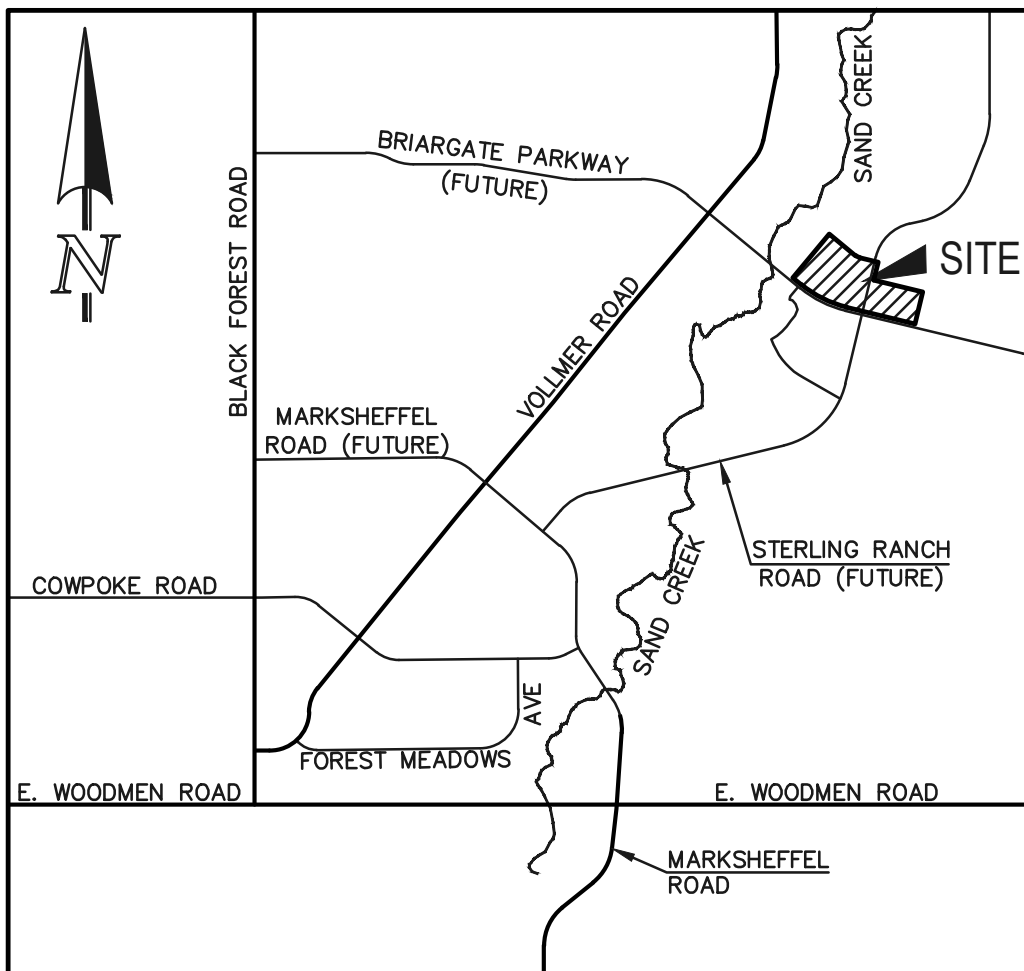 SAND CREEK
BRIARGATE PARKWAY
(FUTURE)
N
BLACK FOREST ROAD
SITE
VOLLMER ROAD
MARKSHEFFEL
ROAD (FUTURE)
STERLING RANCH
ROAD (FUTURE)
COWPOKE ROAD
SAND CREEK
AVE
FOREST MEADOWS
E. WOODMEN ROAD
E. WOODMEN ROAD
MARKSHEFFEL
ROAD